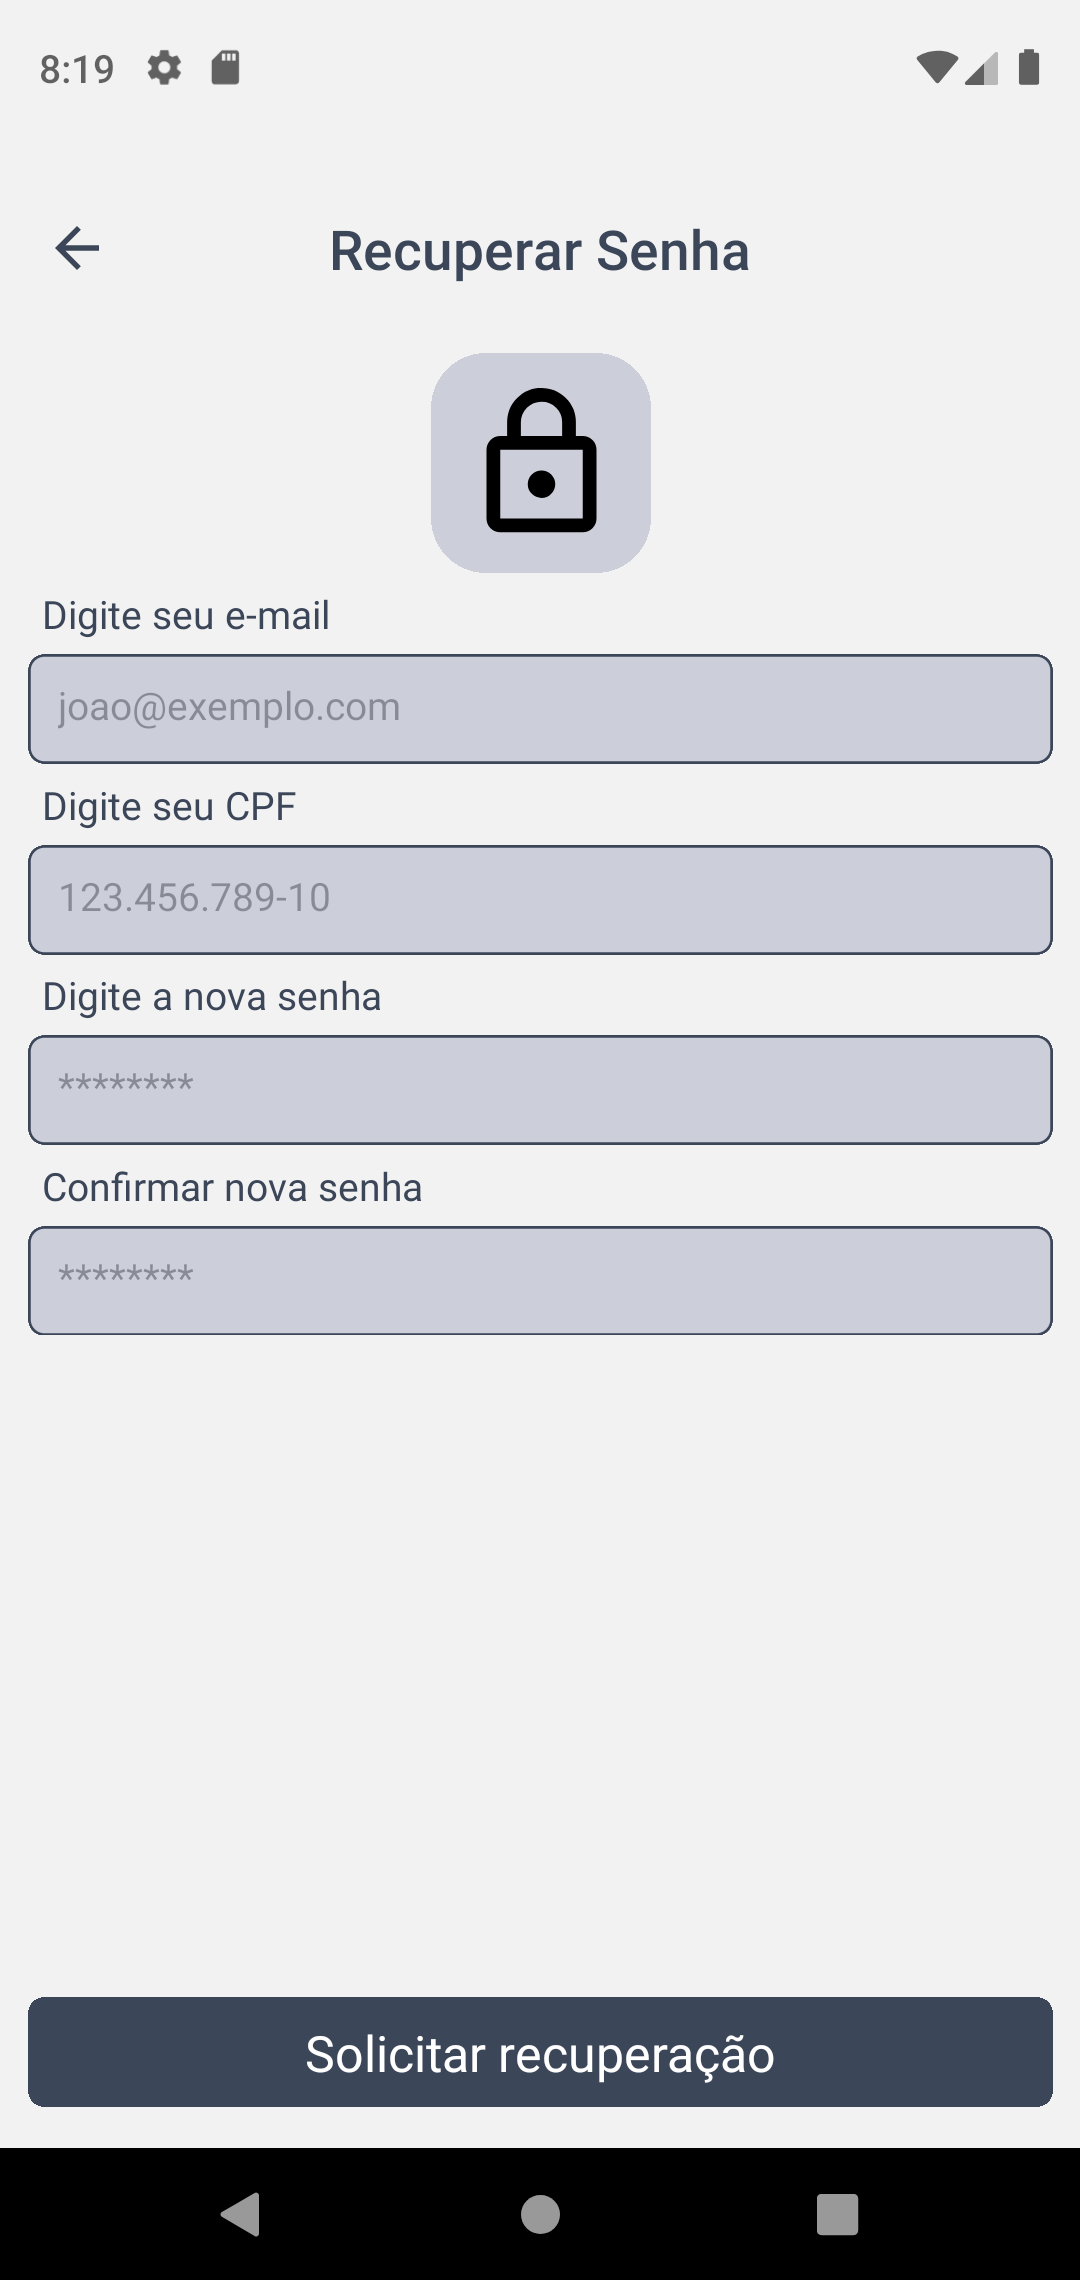 8:19
Recuperar Senha
Digite seu e-mail
joao@exemplo.com
Digite seu CPF
123.456.789-10
Digite a nova senha
********
Confirmar nova senha
********
Solicitar recuperação